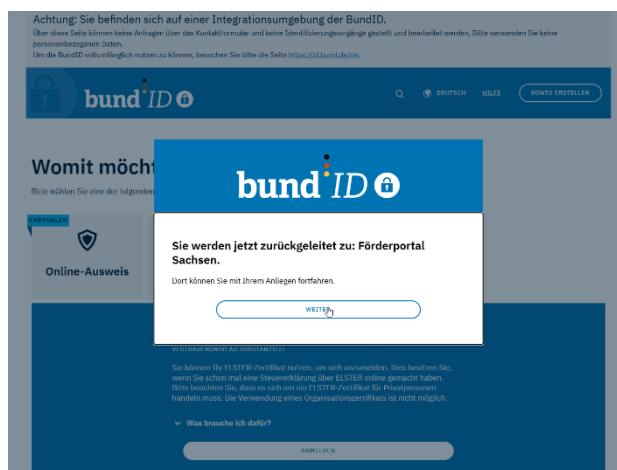 Achtung: Sie befinden sich auf einer Integrationsumgebung der BundID.
Über diese Seite können keine Anfragen über das Kontaktformular und keine Identifizierungsvorgänge gestellt und bearbeitet werden. Bitte verwenden Sie keine
personenbezogenen Daten.
Um die BundID vollumfänglich nutzen zu können, besuchen Sie bitte die Seite https://id.bund.de/de.
bund ID
DEUTSCH HILFE KONTO ERSTELLEN
Womit möcht
Bitte wählen Sie eine der folgenden
EMPFOHLEN
Online-Ausweis
bund ID
Sie werden jetzt zurückgeleitet zu: Förderportal
Sachsen.
Dort können Sie mit Ihrem Anliegen fortfahren.
WEITER
VERTRAUENSNIVEAU SUBSTANZIELL
Sie können Ihr ELSTER-Zertifikat nutzen, um sich anzumelden. Dies besitzen Sie,
wenn Sie schon mal eine Steuererklärung über ELSTER online gemacht haben.
Bitte beachten Sie, dass es sich um ein ELSTER-Zertifikat für Privatpersonen
handeln muss. Die Verwendung eines Organisationszertifikats ist nicht möglich.
Was brauche ich dafür?
ANMELDEN